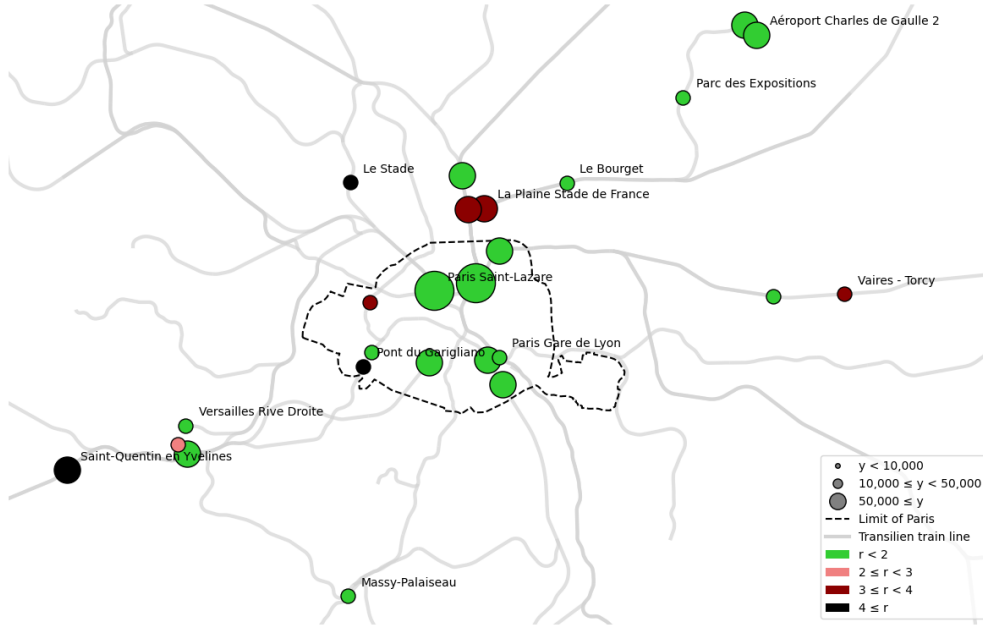 Aéroport Charles de Gaulle 2
Parc des Expositions
Le Stade
Le Bourget
La Plaine Stade de France
Paris Saint-Lazare
Vaires - Torcy
Paris Gare de Lyon
Pont du Garigliano
Versailles Rive Droite
Saint-Quentin en Yvelines
Massy-Palaiseau
y < 10,000
10,000 ≤ y < 50,000
50,000 ≤ y
Limit of Paris
Transilien train line
r < 2
2 ≤ r < 3
3 ≤ r < 4
4 ≤ r